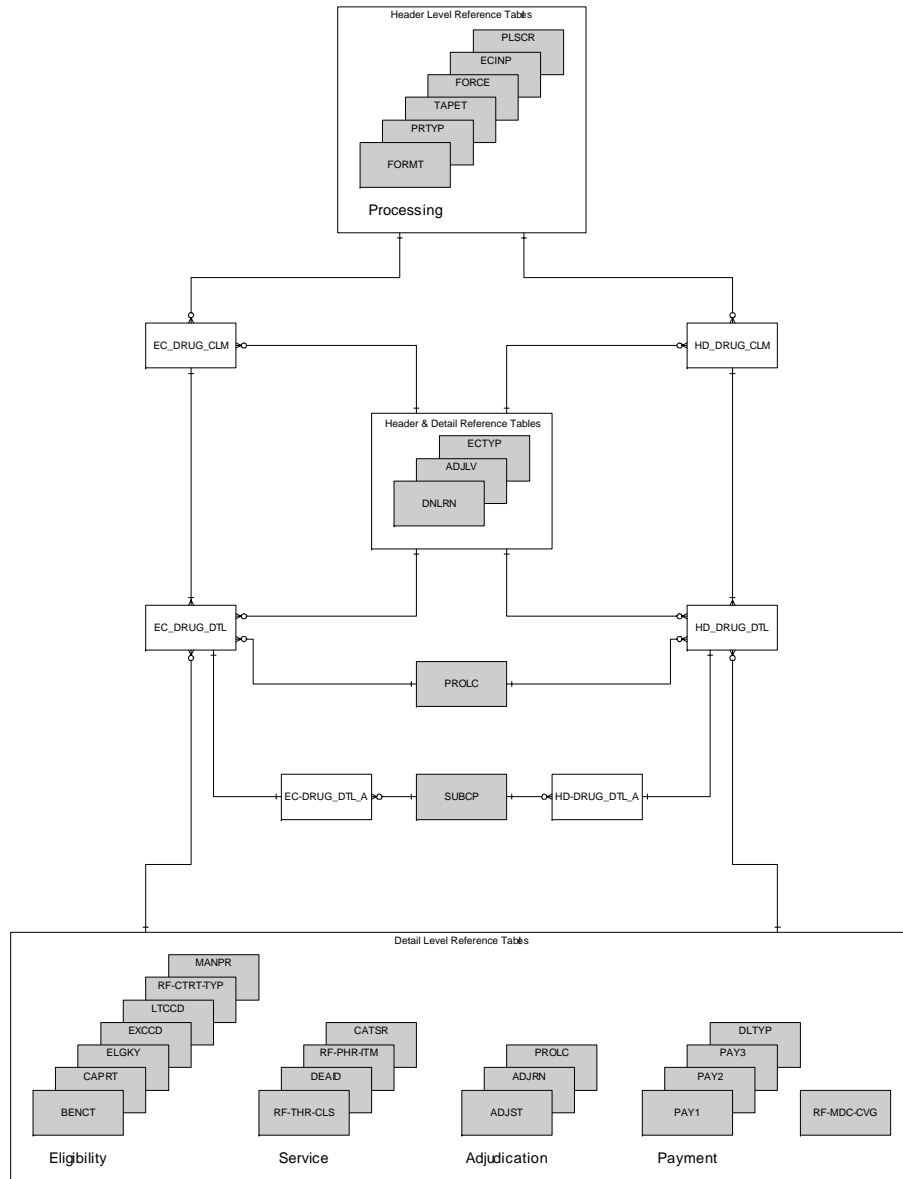 Header Level Reference Tables
PLSCR
ECINP
FORCE
TAPET
PRTYP
FORMT
Processing
EC_DRUG_CLM
HD_DRUG_CLM
Header & Detail Reference Tables
ECTYP
ADJLV
DNLRN
EC_DRUG_DTL
HD_DRUG_DTL
PROLC
EC-DRUG_DTL_A
SUBCP
HD-DRUG_DTL_A
Detail Level Reference Tables
MANPR
RF-CTRT-TYP
LTCCD
EXCCD
ELGKY
CAPRT
BENCT
Eligibility
CATSR
RF-PHR-ITM
DEAID
RF-THR-CLS
Service
PROLC
ADJRN
ADJST
Adjudication
DLTYP
PAY3
PAY2
PAY1
Payment
RF-MDC-CVG